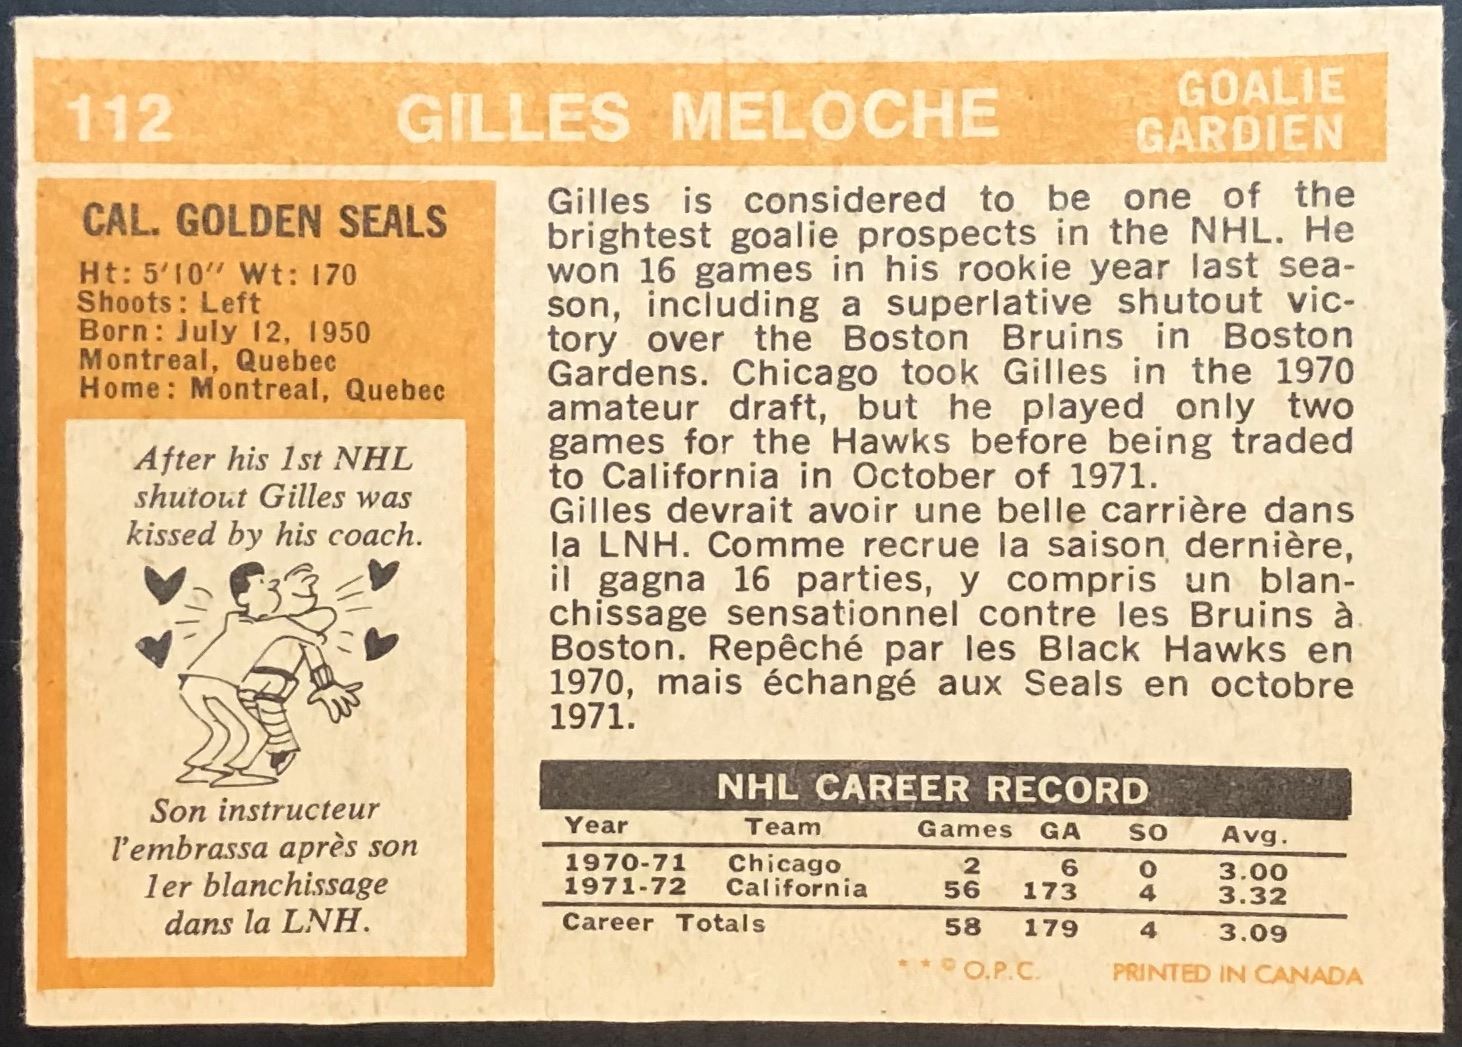 112 GILLES MELOCHE GOALIE
GARDIEN
CAL. GOLDEN SEALS
Ht: 5'10" Wt: 170
Shoots: Left
Born: July 12, 1950
Montreal, Quebec
Home: Montreal, Quebec
After his 1st NHL
shutout Gilles was
kissed by his coach.
Son instructeur
l'embrassa après son
1er blanchissage
dans la LNH.
Gilles is considered to be one of the
brightest goalie prospects in the NHL. He
won 16 games in his rookie year last sea-
son, including a superlative shutout vic-
tory over the Boston Bruins in Boston
Gardens. Chicago took Gilles in the 1970
amateur draft, but he played only two
games for the Hawks before being traded
to California in October of 1971.
Gilles devrait avoir une belle carrière dans
la LNH. Comme recrue la saison dernière,
il gagna 16 parties, y compris un blan-
chissage sensationnel contre les Bruins à
Boston. Repêché par les Black Hawks en
1970, mais échangé aux Seals en octobre
1971.
NHL CAREER RECORD
Year Team Games GA SO Avg.
1970-71 Chicago 2 6 0 3.00
1971-72 California 56 173 4 3.32
Career Totals 58 179 4 3.09
* * © O.P.C. PRINTED IN CANADA